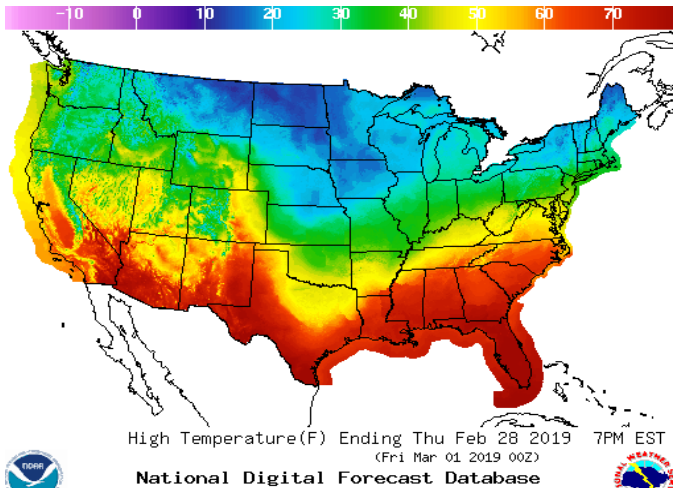 -10 0 10 20 30 40 50 60 70
High Temperature(F) Ending Thu Feb 28 2019 7PM EST
(Fri Mar 01 2019 00Z)
National Digital Forecast Database
NOAA